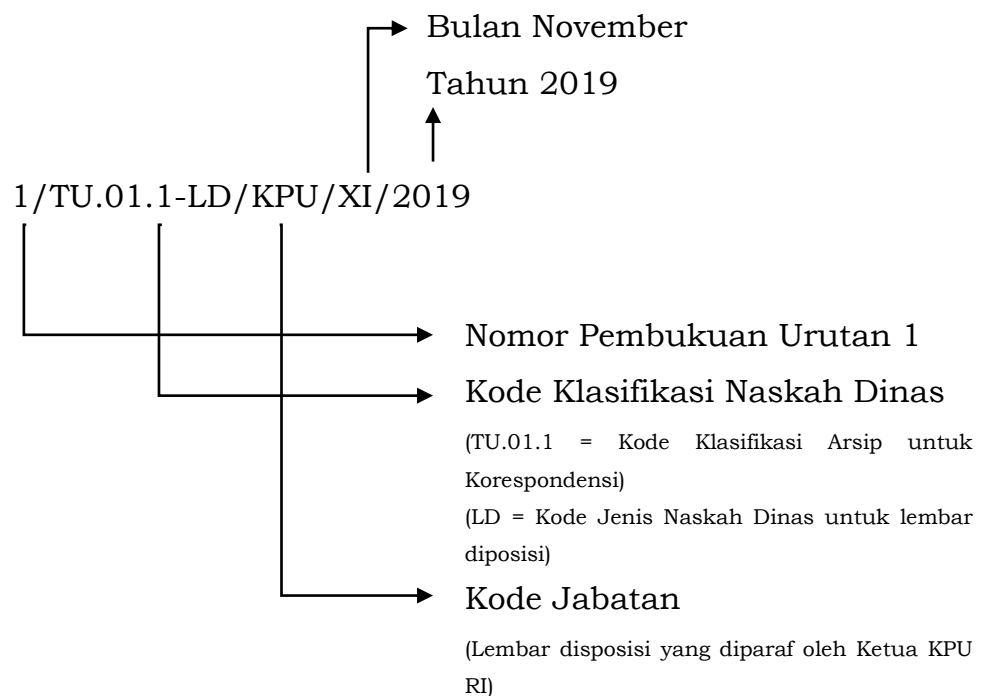 Bulan November
Tahun 2019
1/TU.01.1-LD/KPU/XI/2019
Nomor Pembukuan Urutan 1
Kode Klasifikasi Naskah Dinas
(TU.01.1 = Kode Klasifikasi Arsip untuk
Korespondensi)
(LD = Kode Jenis Naskah Dinas untuk lembar
diposisi)
Kode Jabatan
(Lembar disposisi yang diparaf oleh Ketua KPU
RI)